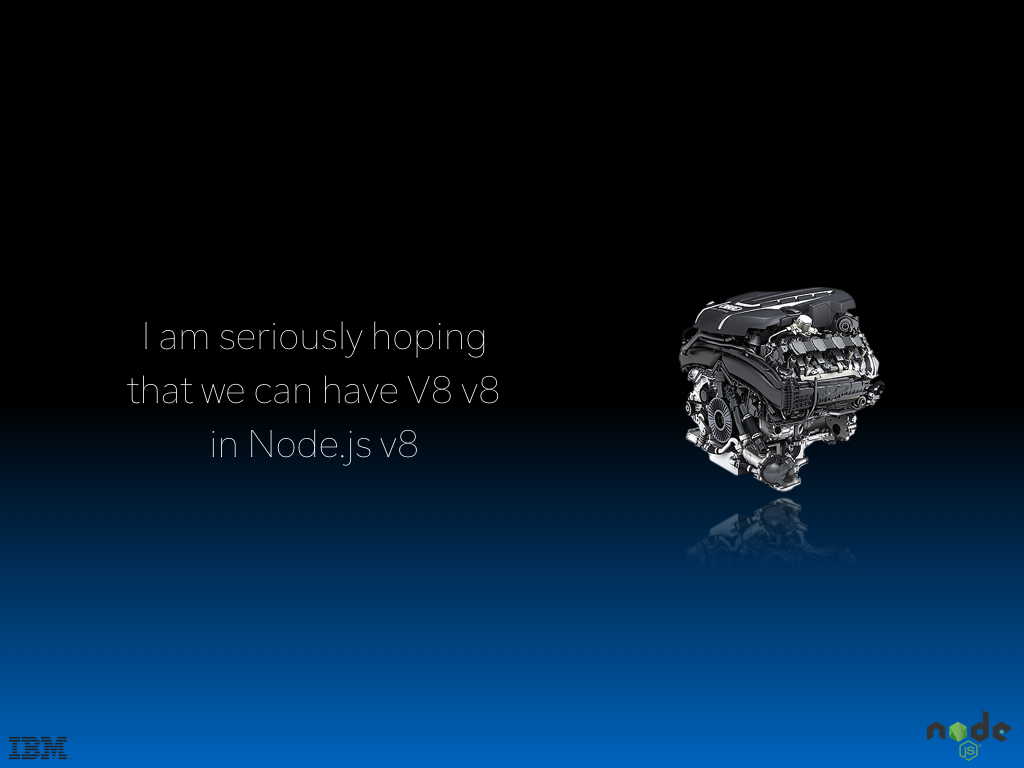 I am seriously hoping
that we can have V8 v8
in Node.js v8
IBM
node
JS